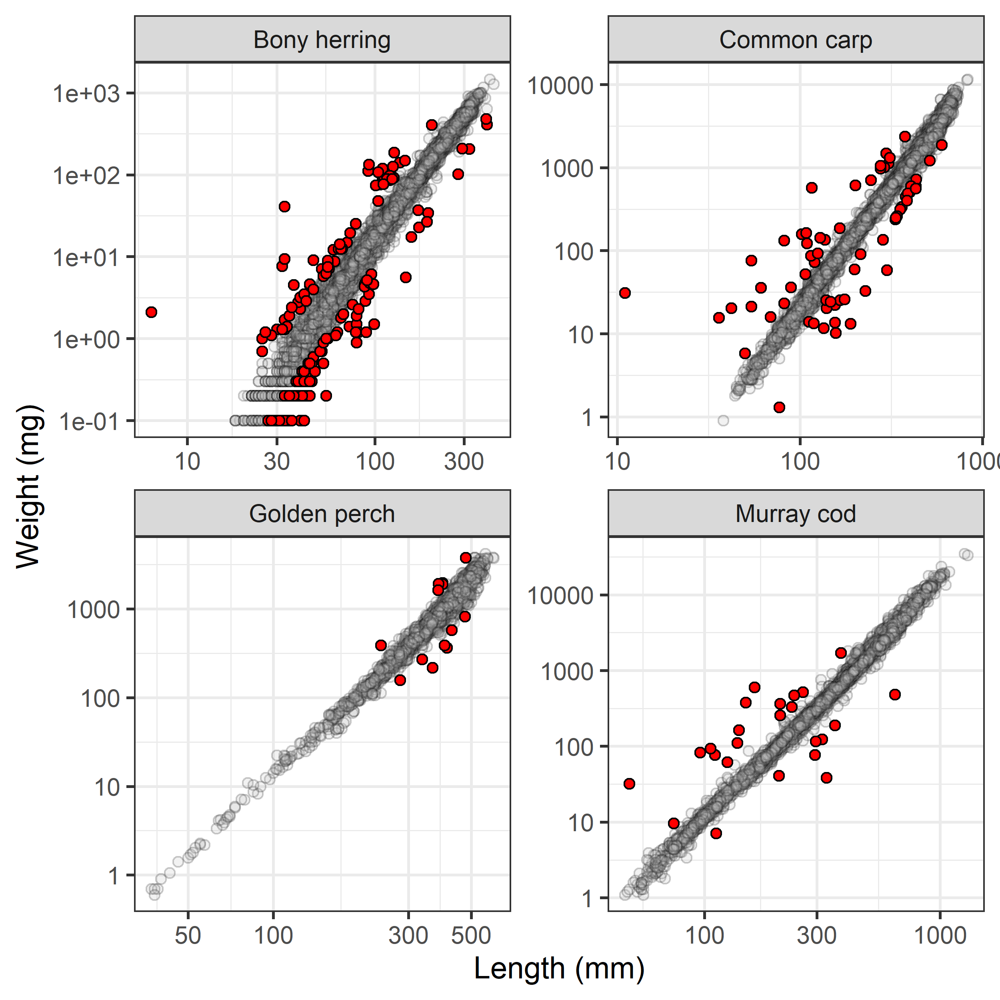 Bony herring
Common carp
1e+03
1e+02
1e+01
1e+00
1e-01
10 30 100 300
10000
1000
100
10
1
10 100 1000
Golden perch
Murray cod
1000
100
10
1
50 100 300 500
10000
1000
100
10
1
100 300 1000
Weight (mg)
Length (mm)